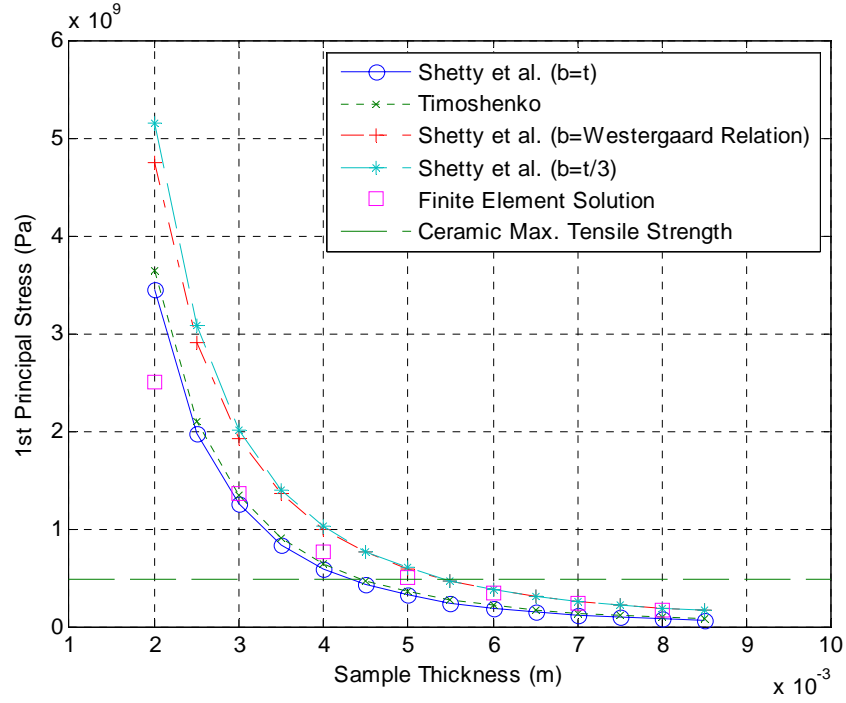 x 10^9
6
5
4
3
2
1
0
1st Principal Stress (Pa)
Shetty et al. (b=t)
Timoshenko
Shetty et al. (b=Westergaard Relation)
Shetty et al. (b=t/3)
Finite Element Solution
Ceramic Max. Tensile Strength
1 2 3 4 5 6 7 8 9 10
Sample Thickness (m)
x 10^-3